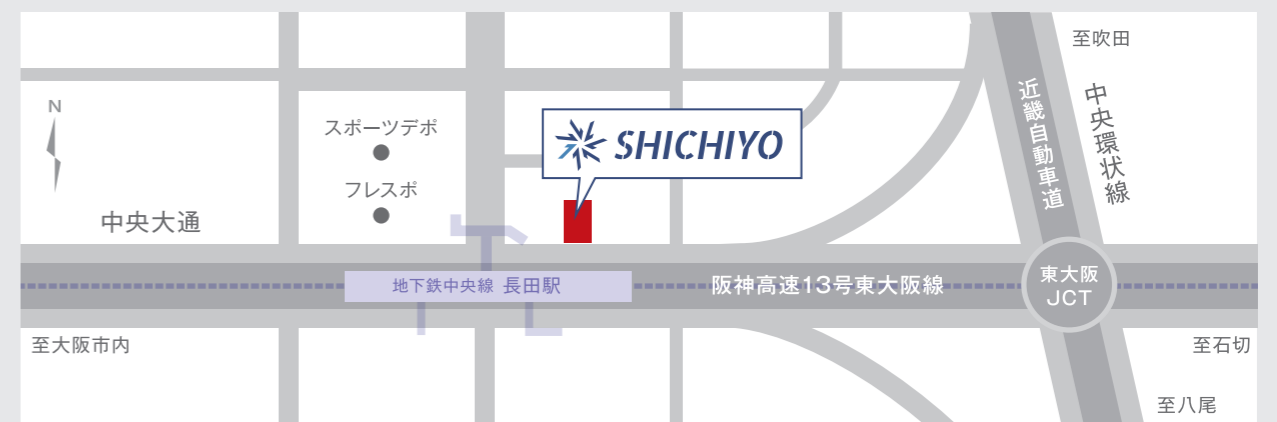 至吹田
近畿自動車道
中央環状線
N
スポーツデポ
SHICHIYO
フレスポ
中央大通
地下鉄中央線 長田駅
阪神高速13号東大阪線
東大阪
JCT
至大阪市内
至石切
至八尾